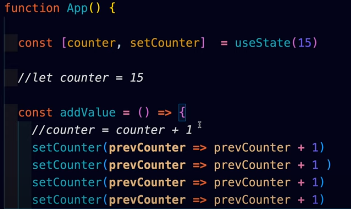 function App() {
const [counter, setCounter]  = useState(15)
//let counter = 15
const addValue = () => {
//counter = counter + 1
setCounter(prevCounter => prevCounter + 1)
setCounter(prevCounter => prevCounter + 1 )
setCounter(prevCounter => prevCounter + 1)
setCounter(prevCounter => prevCounter + 1)